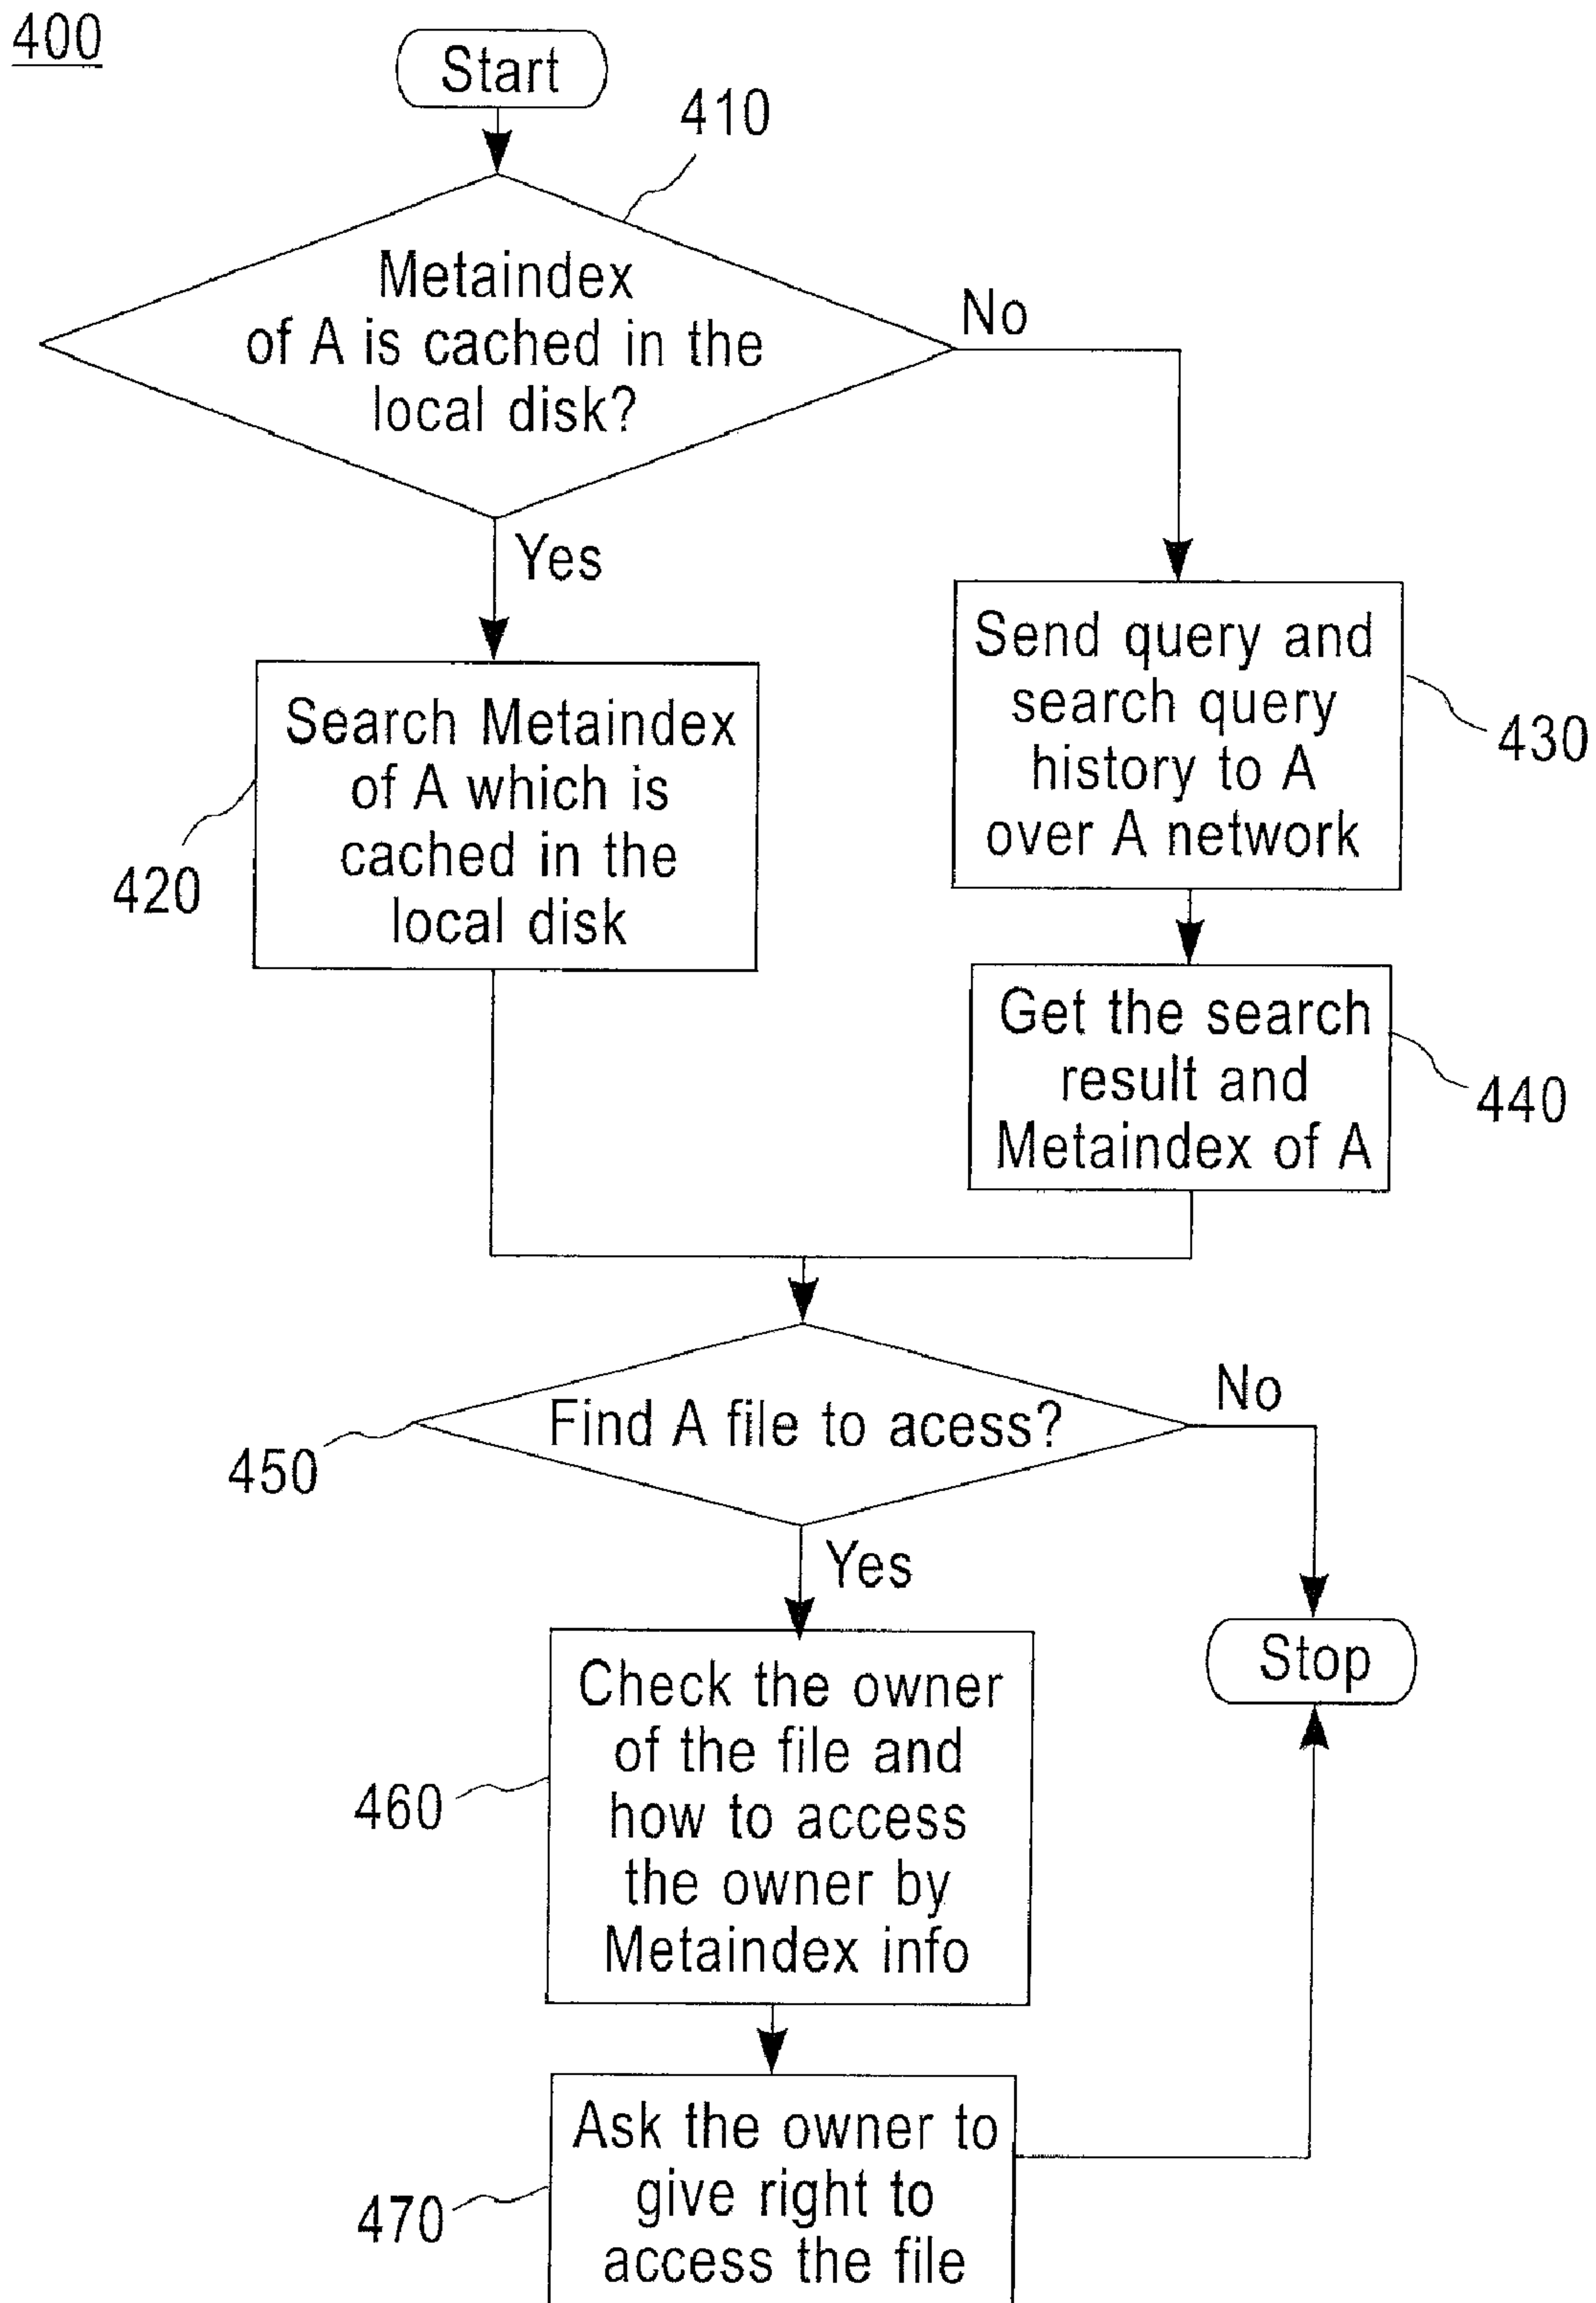 400
Start
410
Metaindex
of A is cached in the
local disk?
No
Yes
Send query and
search query
history to A
over A network
430
Search Metaindex
of A which is
cached in the
local disk
420
Get the search
result and
Metaindex of A
440
Find A file to acess?
No
450
Yes
Stop
Check the owner
of the file and
how to access
the owner by
Metaindex info
460
Ask the owner to
give right to
access the file
470